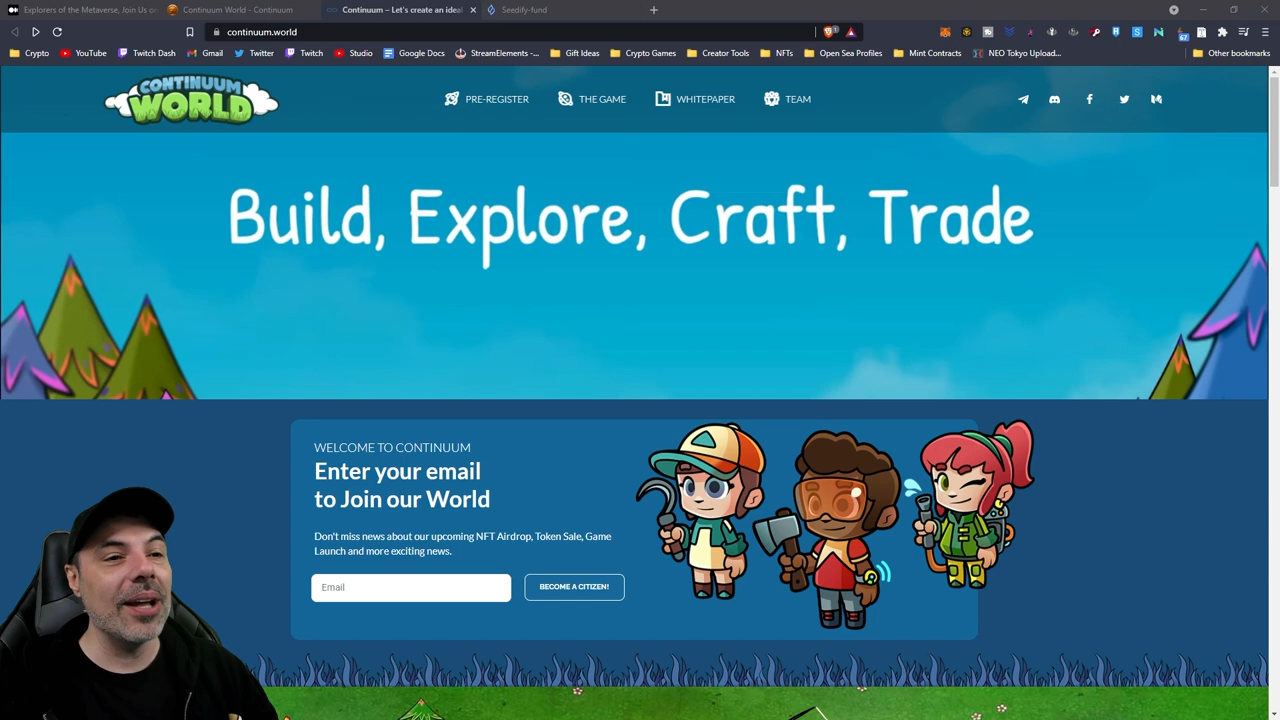 Explorers of the Metaverse, Join Us on
Continuum World - Continuum
Continuum – Let's create an ideal
Seedify-fund
continuum.world
Crypto
YouTube
Twitch Dash
Gmail
Twitter
Twitch
Studio
Google Docs
Streamelements -...
Gift Ideas
Crypto Games
Creator Tools
NFTs
Open Sea Profiles
Mint Contracts
NEO Tokyo Upload...
Other bookmarks
CONTINUUM
WORLD
PRE-REGISTER
THE GAME
WHITEPAPER
TEAM
Build, Explore, Craft, Trade
WELCOME TO CONTINUUM
Enter your email
to Join our World
Don't miss news about our upcoming NFT Airdrop, Token Sale, Game
Launch and more exciting news.
Email
BECOME A CITIZEN!